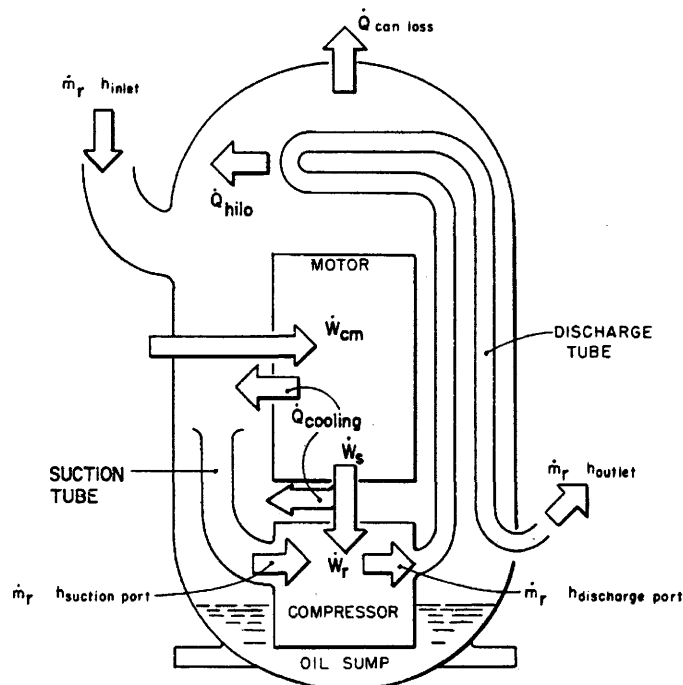 Q̇ can loss
ṁr hinlet
Q̇hilo
MOTOR
Ẇcm
DISCHARGE
TUBE
Q̇cooling
Ẇs
SUCTION
TUBE
ṁr houtlet
Ẇr
ṁr hsuction port
ṁr hdischarge port
COMPRESSOR
OIL SUMP